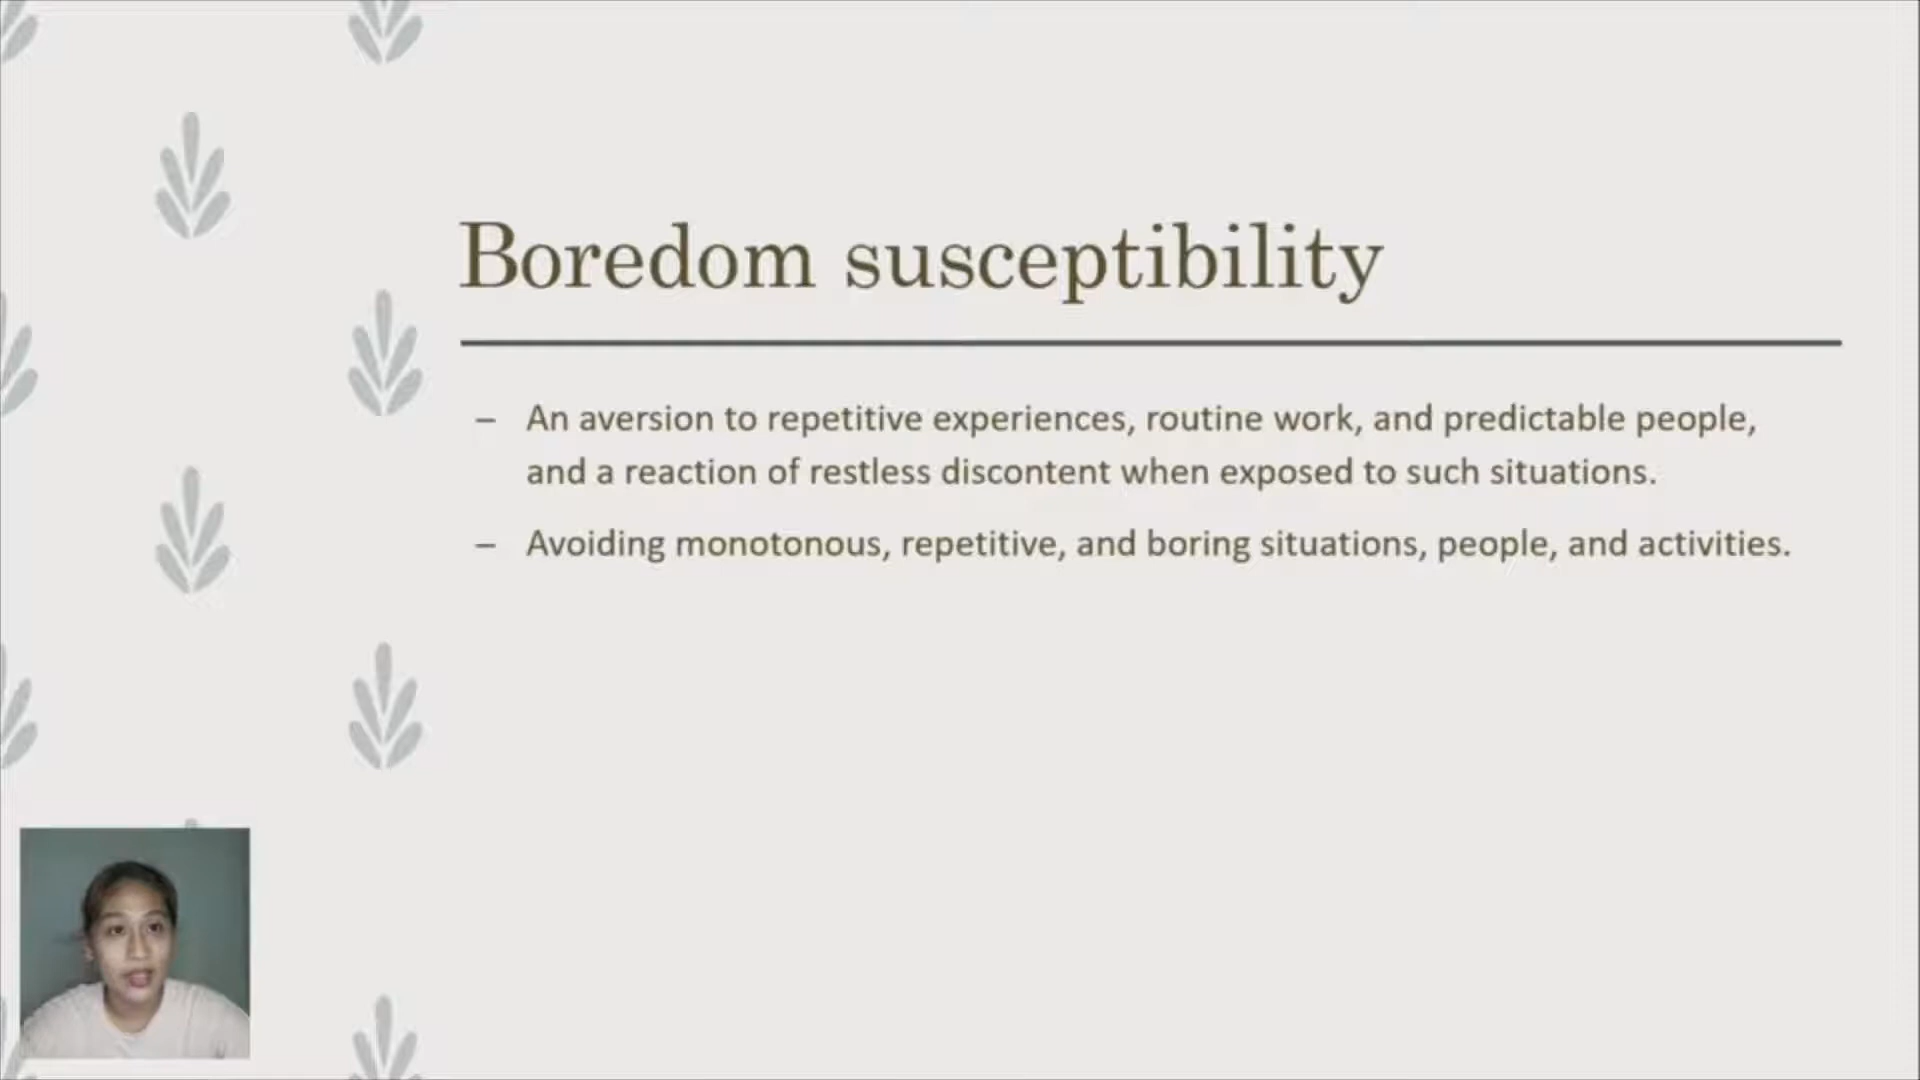 Boredom susceptibility
– An aversion to repetitive experiences, routine work, and predictable people,
and a reaction of restless discontent when exposed to such situations.
– Avoiding monotonous, repetitive, and boring situations, people, and activities.